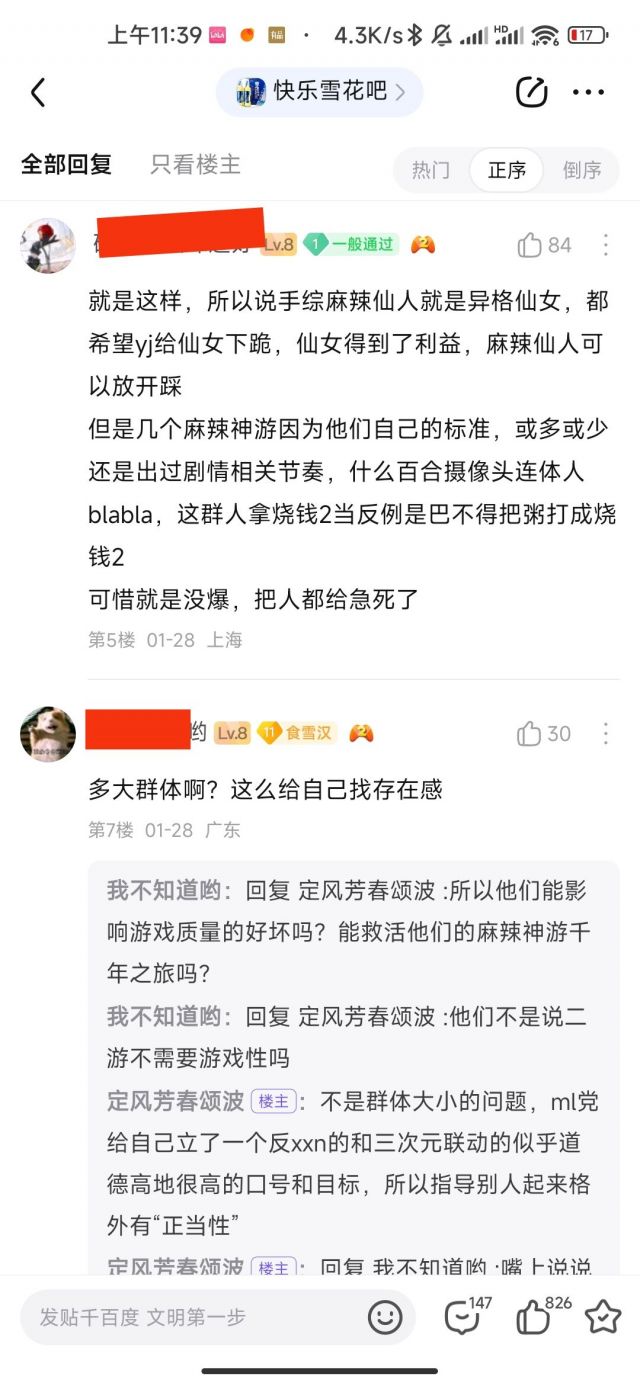 上午11:39
4.3K/s
HD
6
17
快乐雪花吧
全部回复 只看楼主
热门 正序 倒序
Lv.8 1 一般通过 2
84
就是这样，所以说手综麻辣仙人就是异格仙女，都
希望yj给仙女下跪，仙女得到了利益，麻辣仙人可
以放开踩
但是几个麻辣神游因为他们自己的标准，或多或少
还是出过剧情相关节奏，什么百合摄像头连体人
blabla，这群人拿烧钱2当反例是巴不得把粥打成烧
钱2
可惜就是没爆，把人都给急死了
第5楼 01-28 上海
哟 Lv.8 11 食雪汉 2
30
多大群体啊？这么给自己找存在感
第7楼 01-28 广东
我不知道哟：回复 定风芳春颂波 :所以他们能影
响游戏质量的好坏吗？能救活他们的麻辣神游千
年之旅吗？
我不知道哟：回复 定风芳春颂波 :他们不是说二
游不需要游戏性吗
定风芳春颂波 楼主：不是群体大小的问题，ml党
给自己立了一个反xxn的和三次元联动的似乎道
德高地很高的口号和目标，所以指导别人起来格
外有“正当性”
定风芳春颂波 楼主：回复 我不知道哟 :嘴上说说
发贴千百度 文明第一步
147
826